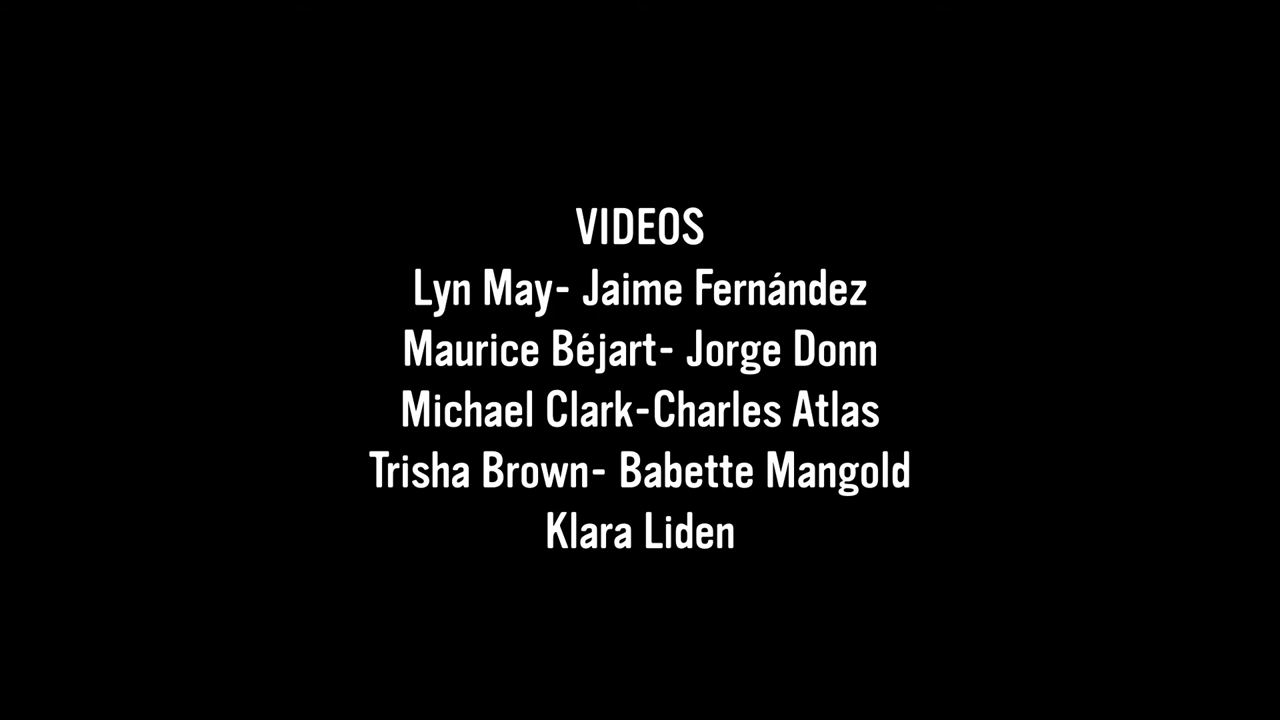 VIDEOS
Lyn May- Jaime Fernández
Maurice Béjart- Jorge Donn
Michael Clark-Charles Atlas
Trisha Brown- Babette Mangold
Klara Liden